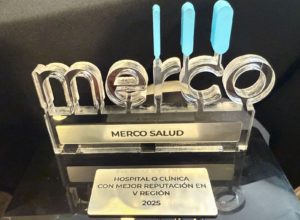 merco
MERCO SALUD
HOSPITAL O CLÍNICA
CON MEJOR REPUTACIÓN EN
V REGIÓN
2025